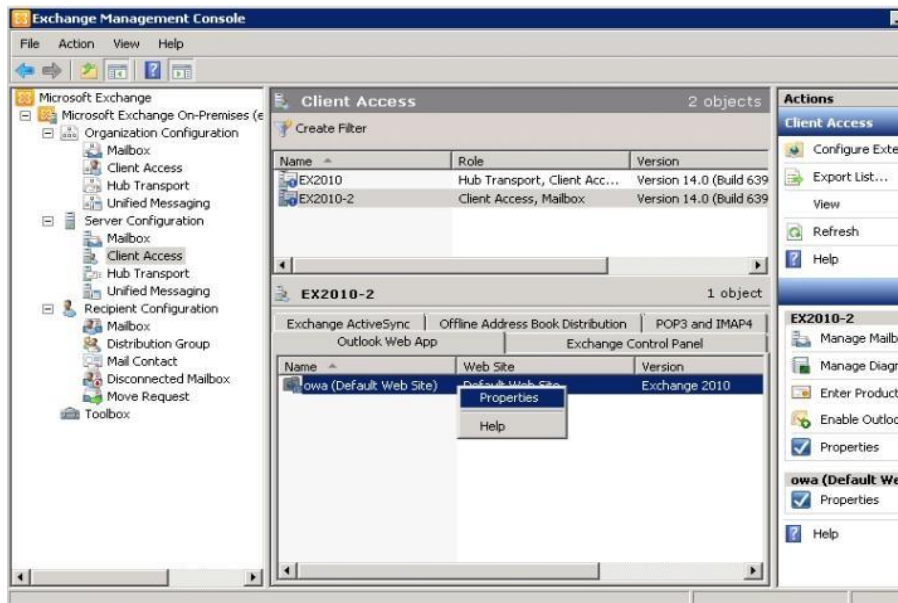 Exchange Management Console
File Action View Help
Microsoft Exchange
Microsoft Exchange On-Premises (e
Organization Configuration
Mailbox
Client Access
Hub Transport
Unified Messaging
Server Configuration
Mailbox
Client Access
Hub Transport
Unified Messaging
Recipient Configuration
Mailbox
Distribution Group
Mail Contact
Disconnected Mailbox
Move Request
Toolbox
Client Access 2 objects
Create Filter
Name Role Version
EX2010 Hub Transport, Client Acc... Version 14.0 (Build 639
EX2010-2 Client Access, Mailbox Version 14.0 (Build 639
EX2010-2 1 object
Exchange ActiveSync Offline Address Book Distribution POP3 and IMAP4
Outlook Web App Exchange Control Panel
Name Web Site Version
owa (Default Web Site) Default Web Site Exchange 2010
Properties
Help
Actions
Client Access
Configure Exte
Export List...
View
Refresh
Help
EX2010-2
Manage Mailb
Manage Diagr
Enter Product
Enable Outloo
Properties
owa (Default We
Properties
Help